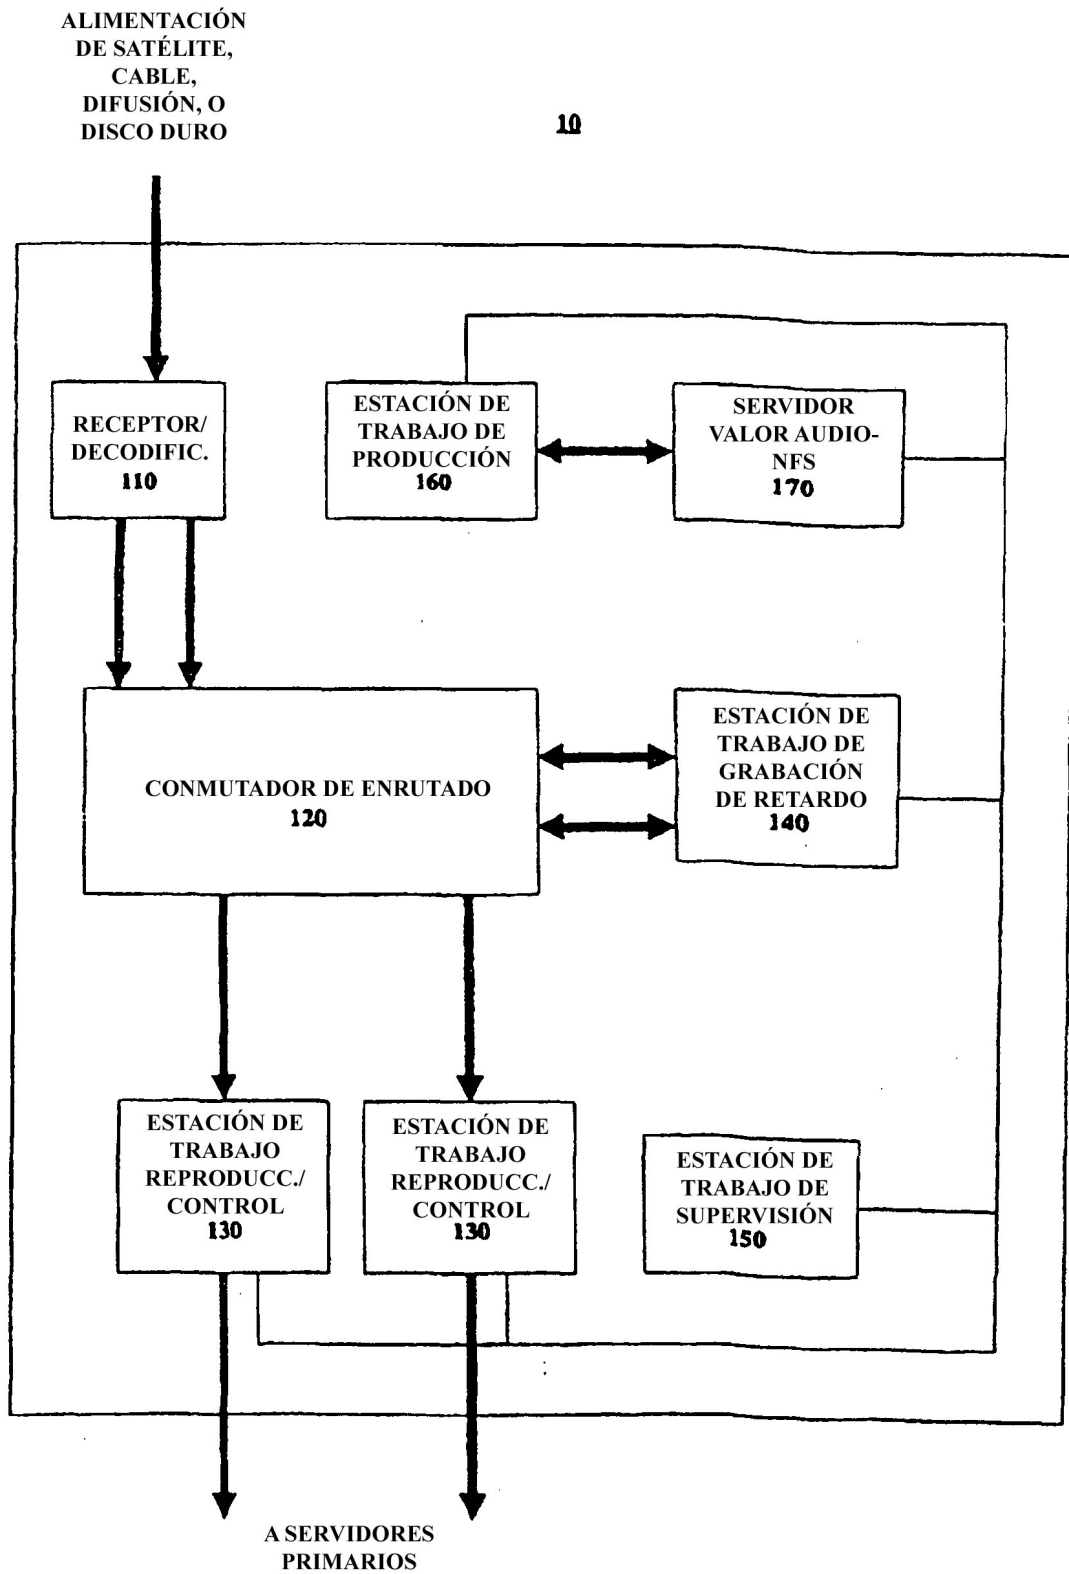 ALIMENTACIÓN
DE SATÉLITE,
CABLE,
DIFUSIÓN, O
DISCO DURO
10
RECEPTOR/
DECODIFIC.
110
ESTACIÓN DE
TRABAJO DE
PRODUCCIÓN
160
SERVIDOR
VALOR AUDIO-
NFS
170
CONMUTADOR DE ENRUTADO
120
ESTACIÓN DE
TRABAJO DE
GRABACIÓN
DE RETARDO
140
ESTACIÓN DE
TRABAJO
REPRODUCC./
CONTROL
130
ESTACIÓN DE
TRABAJO
REPRODUCC./
CONTROL
130
ESTACIÓN DE
TRABAJO DE
SUPERVISIÓN
150
A SERVIDORES
PRIMARIOS